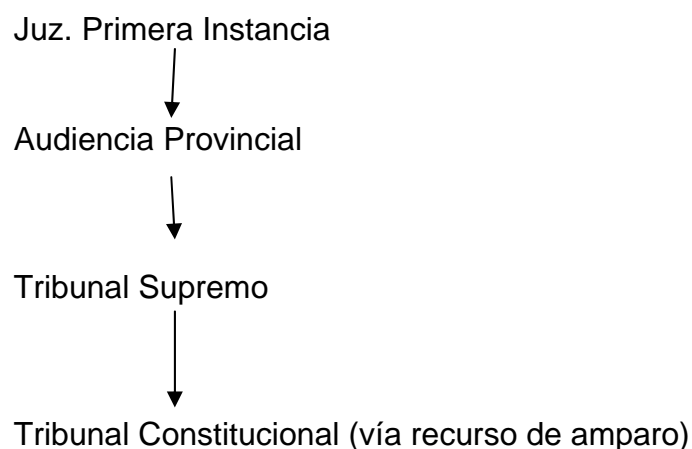 Juz. Primera Instancia
Audiencia Provincial
Tribunal Supremo
Tribunal Constitucional (vía recurso de amparo)